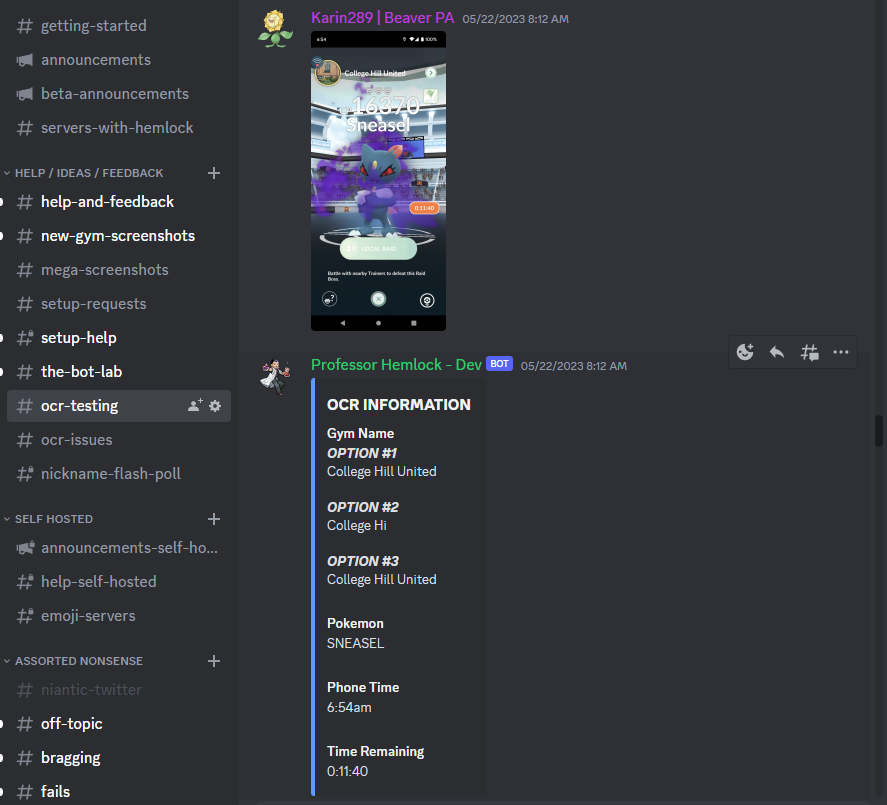 getting-started
announcements
beta-announcements
servers-with-hemlock
HELP / IDEAS / FEEDBACK
help-and-feedback
new-gym-screenshots
mega-screenshots
setup-requests
setup-help
the-bot-lab
ocr-testing
ocr-issues
nickname-flash-poll
SELF HOSTED
announcements-self-ho...
help-self-hosted
emoji-servers
ASSORTED NONSENSE
niantic-twitter
off-topic
bragging
fails
Karin289 | Beaver PA 05/22/2023 8:12 AM
6:54 100%
College Hill United
16370
Sneasel
0:11:40
LOCAL RAID
Battle with nearby Trainers to defeat this Raid
Boss.
Professor Hemlock - Dev BOT 05/22/2023 8:12 AM
OCR INFORMATION
Gym Name
OPTION #1
College Hill United
OPTION #2
College Hi
OPTION #3
College Hill United
Pokemon
SNEASEL
Phone Time
6:54am
Time Remaining
0:11:40